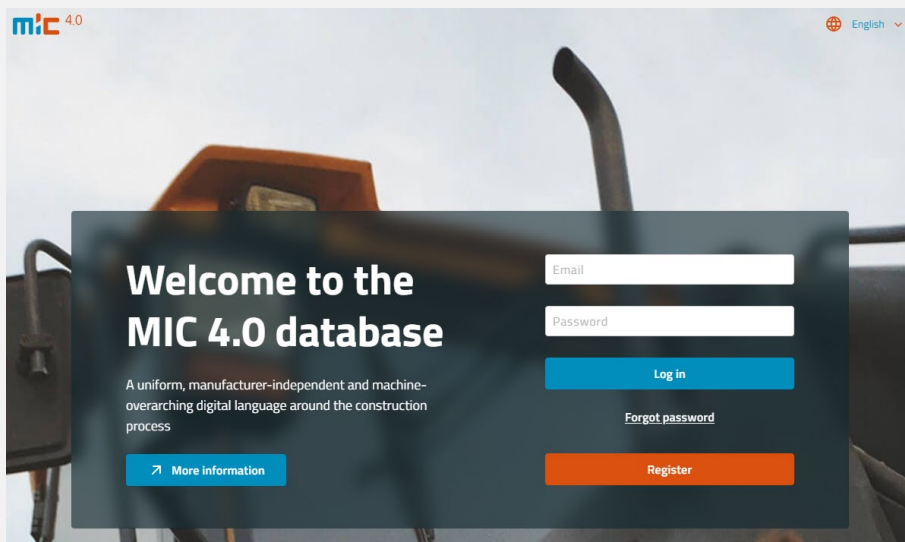 mic 4.0
English
Welcome to the
MIC 4.0 database
A uniform, manufacturer-independent and machine-
overarching digital language around the construction
process
More information
Email
Password
Log in
Forgot password
Register